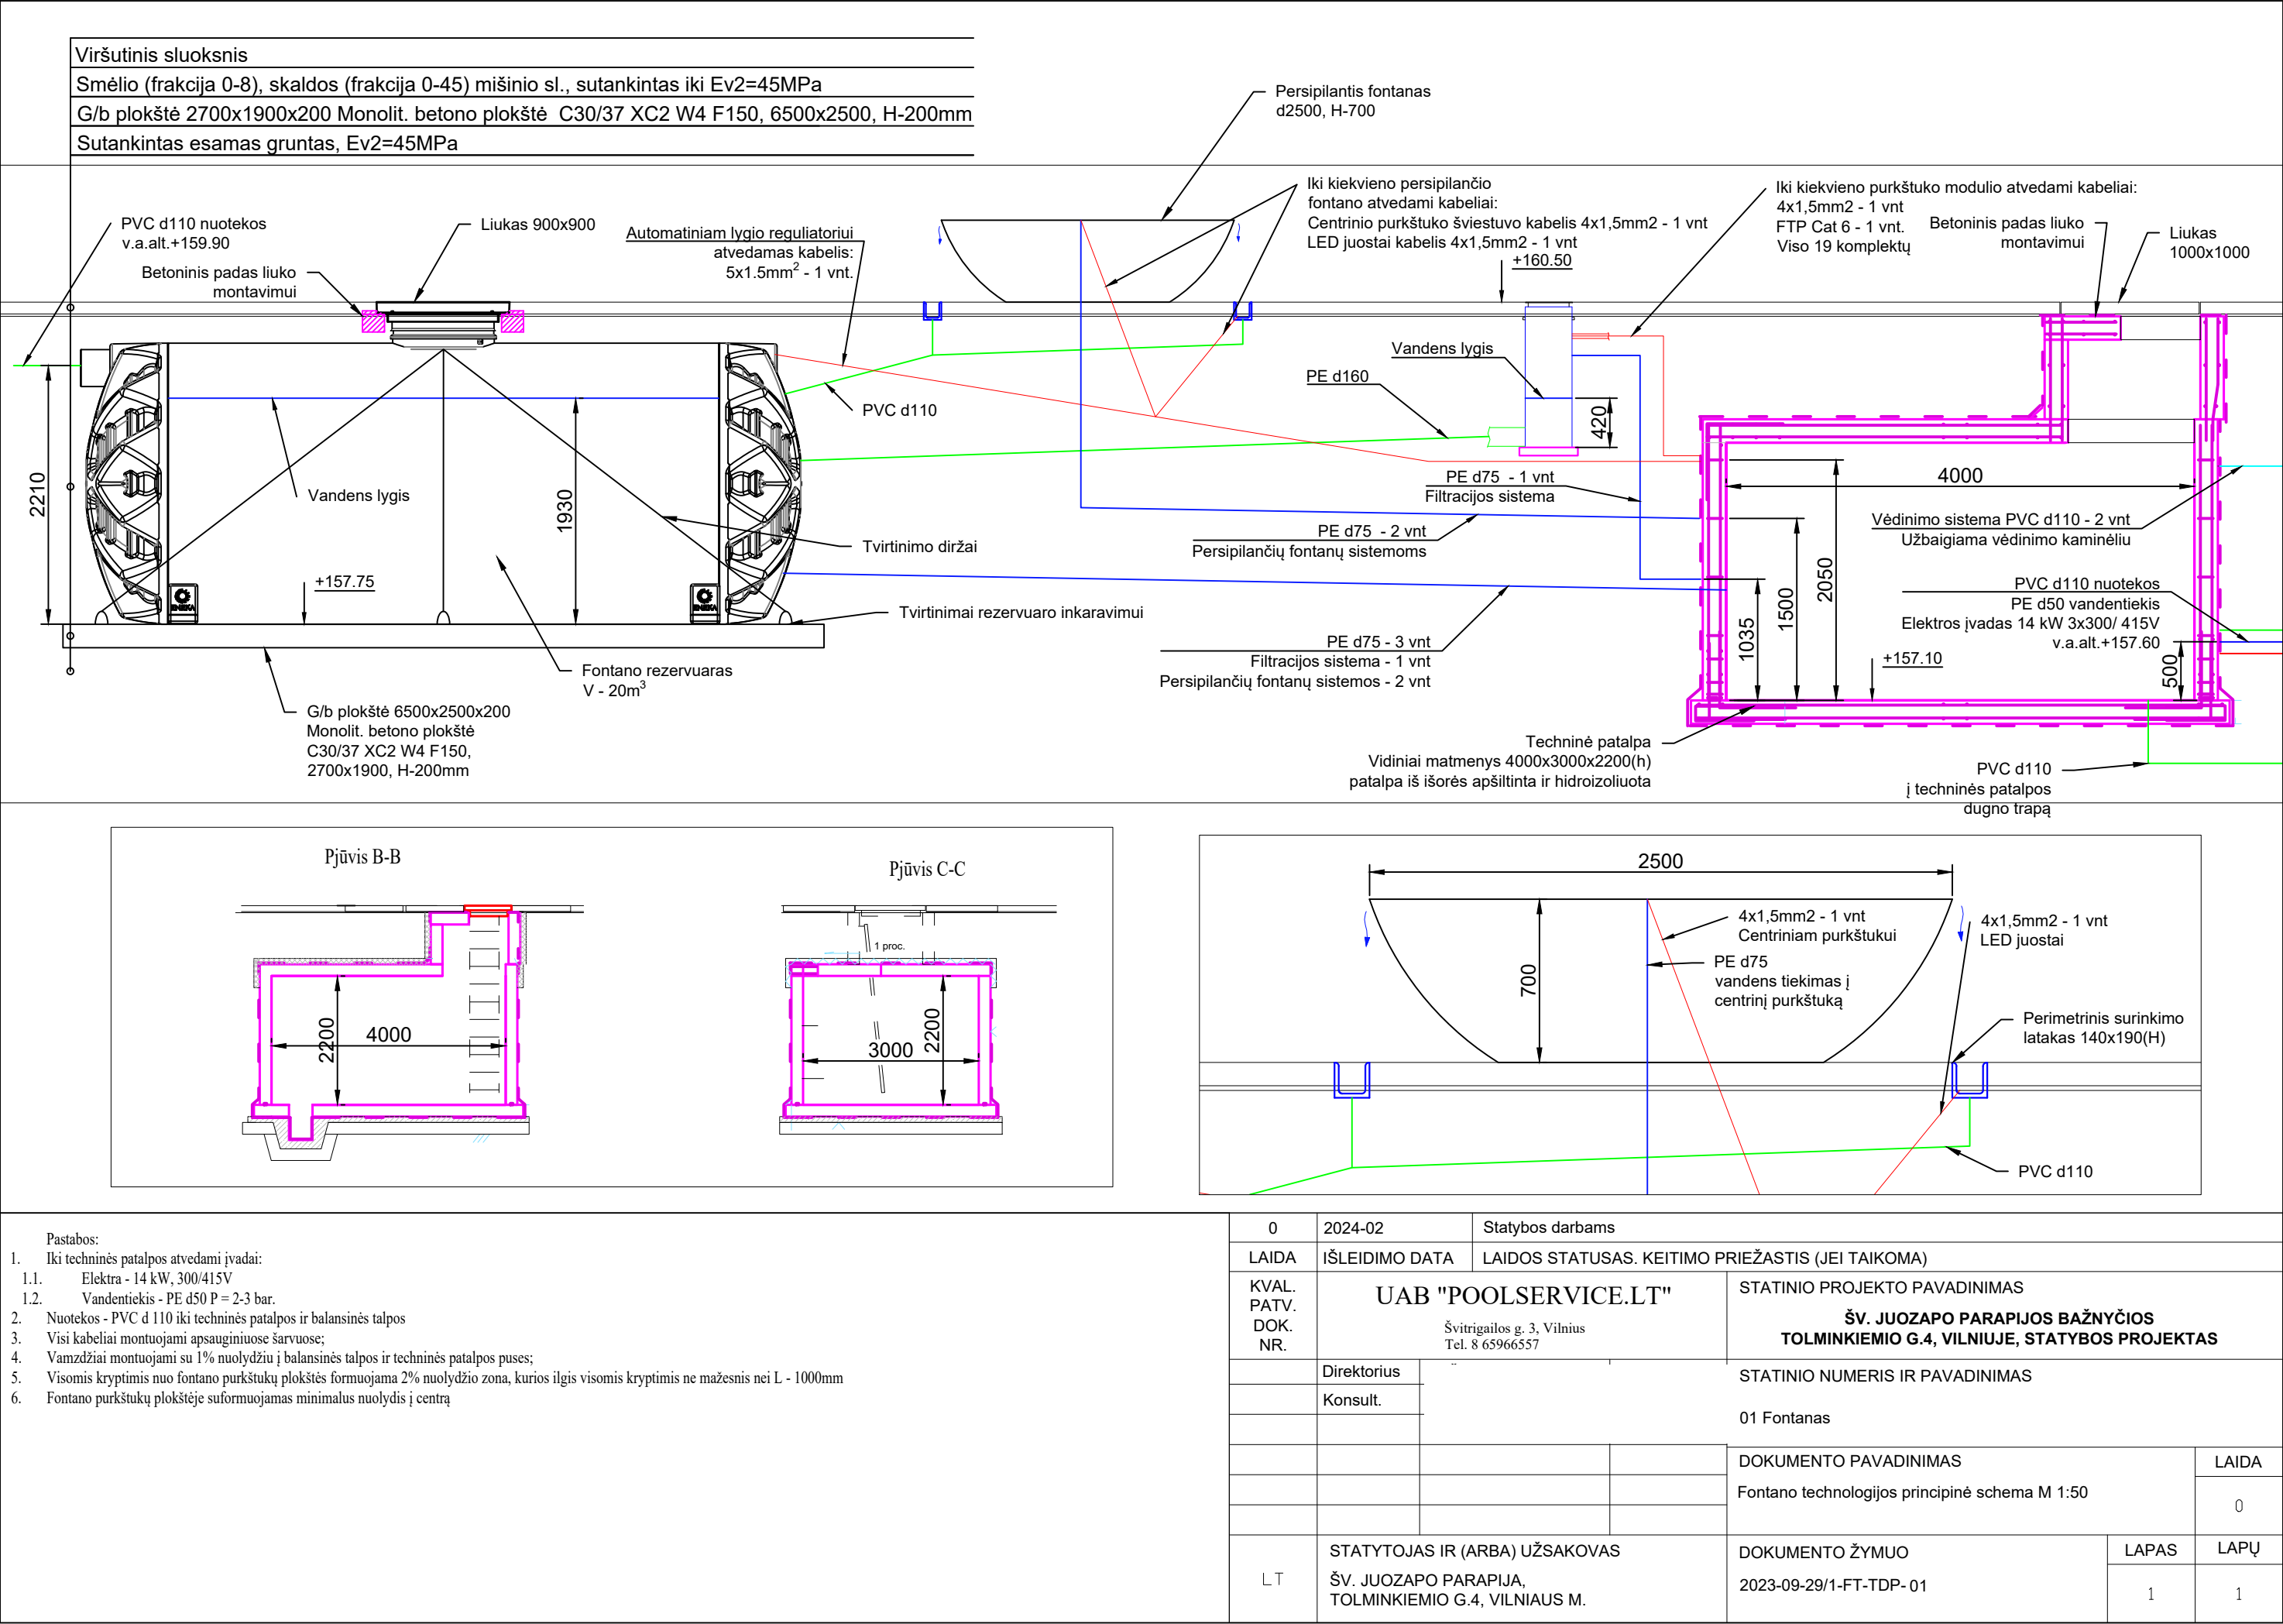 Viršutinis sluoksnis
Smėlio (frakcija 0-8), skaldos (frakcija 0-45) mišinio sl., sutankintas iki Ev2=45MPa
G/b plokštė 2700x1900x200 Monolit. betono plokštė C30/37 XC2 W4 F150, 6500x2500, H-200mm
Sutankintas esamas gruntas, Ev2=45MPa
PVC d110 nuotekos
v.a.alt.+159.90
Betoninis padas liuko
montavimui
Liukas 900x900
Automatiniam lygio reguliatoriui
atvedamas kabelis:
5x1.5mm² - 1 vnt.
Persipilantis fontanas
d2500, H-700
Iki kiekvieno persipilančio
fontano atvedami kabeliai:
Centrinio purkštuko šviestuvo kabelis 4x1,5mm2 - 1 vnt
LED juostai kabelis 4x1,5mm2 - 1 vnt
+160.50
Iki kiekvieno purkštuko modulio atvedami kabeliai:
4x1,5mm2 - 1 vnt
FTP Cat 6 - 1 vnt.
Viso 19 komplektų
Betoninis padas liuko
montavimui
Liukas
1000x1000
Vandens lygis
PE d160
420
PVC d110
2210
Vandens lygis
1930
+157.75
ENEKA
ENEKA
Tvirtinimo diržai
Tvirtinimai rezervuaro inkaravimui
Fontano rezervuaras
V - 20m³
G/b plokštė 6500x2500x200
Monolit. betono plokštė
C30/37 XC2 W4 F150,
2700x1900, H-200mm
PE d75 - 1 vnt
Filtracijos sistema
PE d75 - 2 vnt
Persipilančių fontanų sistemoms
PE d75 - 3 vnt
Filtracijos sistema - 1 vnt
Persipilančių fontanų sistemos - 2 vnt
4000
2050
1500
1035
500
+157.10
Vėdinimo sistema PVC d110 - 2 vnt
Užbaigiama vėdinimo kaminėliu
PVC d110 nuotekos
PE d50 vandentiekis
Elektros įvadas 14 kW 3x300/ 415V
v.a.alt.+157.60
Techninė patalpa
Vidiniai matmenys 4000x3000x2200(h)
patalpa iš išorės apšiltinta ir hidroizoliuota
PVC d110
į techninės patalpos
dugno trapą
Pjūvis B-B
2200
4000
Pjūvis C-C
1 proc.
3000
2200
2500
700
4x1,5mm2 - 1 vnt
Centriniam purkštukui
PE d75
vandens tiekimas į
centrinį purkštuką
4x1,5mm2 - 1 vnt
LED juostai
Perimetrinis surinkimo
latakas 140x190(H)
PVC d110
Pastabos:
1. Iki techninės patalpos atvedami įvadai:
1.1. Elektra - 14 kW, 300/415V
1.2. Vandentiekis - PE d50 P = 2-3 bar.
2. Nuotekos - PVC d 110 iki techninės patalpos ir balansinės talpos
3. Visi kabeliai montuojami apsauginiuose šarvuose;
4. Vamzdžiai montuojami su 1% nuolydžiu į balansinės talpos ir techninės patalpos puses;
5. Visomis kryptimis nuo fontano purkštukų plokštės formuojama 2% nuolydžio zona, kurios ilgis visomis kryptimis ne mažesnis nei L - 1000mm
6. Fontano purkštukų plokštėje suformuojamas minimalus nuolydis į centrą
0 2024-02 Statybos darbams
LAIDA IŠLEIDIMO DATA LAIDOS STATUSAS. KEITIMO PRIEŽASTIS (JEI TAIKOMA)
KVAL.
PATV.
DOK.
NR.
UAB "POOLSERVICE.LT"
Švitrigailos g. 3, Vilnius
Tel. 8 65966557
STATINIO PROJEKTO PAVADINIMAS
ŠV. JUOZAPO PARAPIJOS BAŽNYČIOS
TOLMINKIEMIO G.4, VILNIUJE, STATYBOS PROJEKTAS
Direktorius
Konsult.
STATINIO NUMERIS IR PAVADINIMAS
01 Fontanas
DOKUMENTO PAVADINIMAS
Fontano technologijos principinė schema M 1:50
LAIDA
0
LT
STATYTOJAS IR (ARBA) UŽSAKOVAS
ŠV. JUOZAPO PARAPIJA,
TOLMINKIEMIO G.4, VILNIAUS M.
DOKUMENTO ŽYMUO
2023-09-29/1-FT-TDP- 01
LAPAS
1
LAPŲ
1